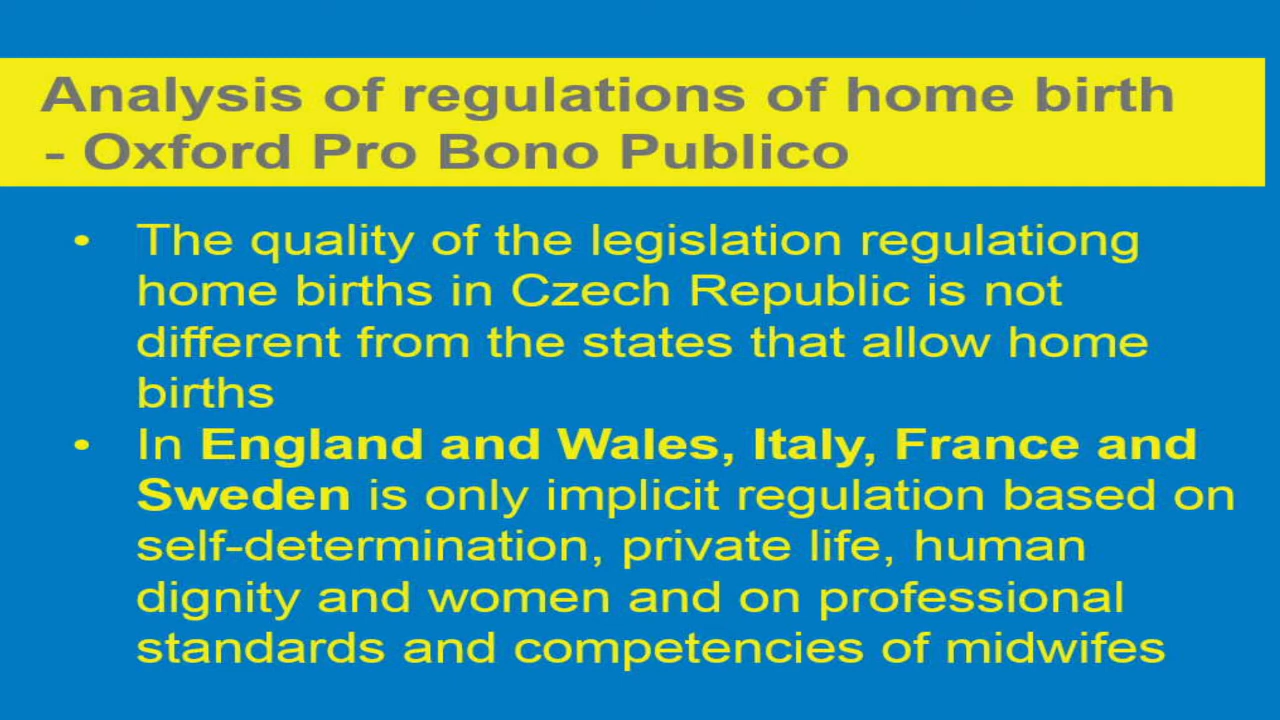 Analysis of regulations of home birth
- Oxford Pro Bono Publico
• The quality of the legislation regulationg
home births in Czech Republic is not
different from the states that allow home
births
• In England and Wales, Italy, France and
Sweden is only implicit regulation based on
self-determination, private life, human
dignity and women and on professional
standards and competencies of midwifes